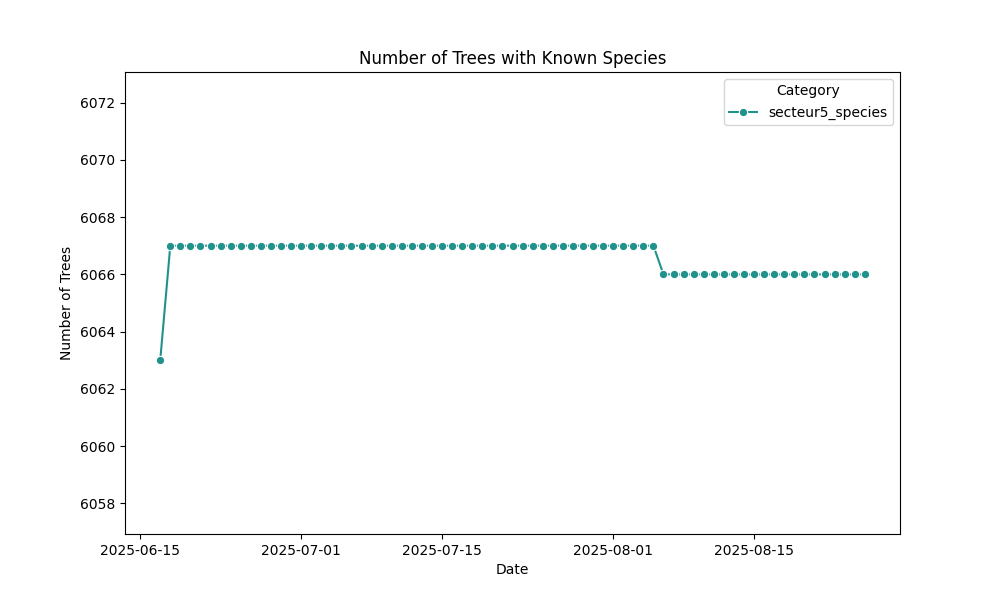 Number of Trees with Known Species
Category
secteur5_species
Number of Trees
6072
6070
6068
6066
6064
6062
6060
6058
2025-06-15
2025-07-01
2025-07-15
2025-08-01
2025-08-15
Date